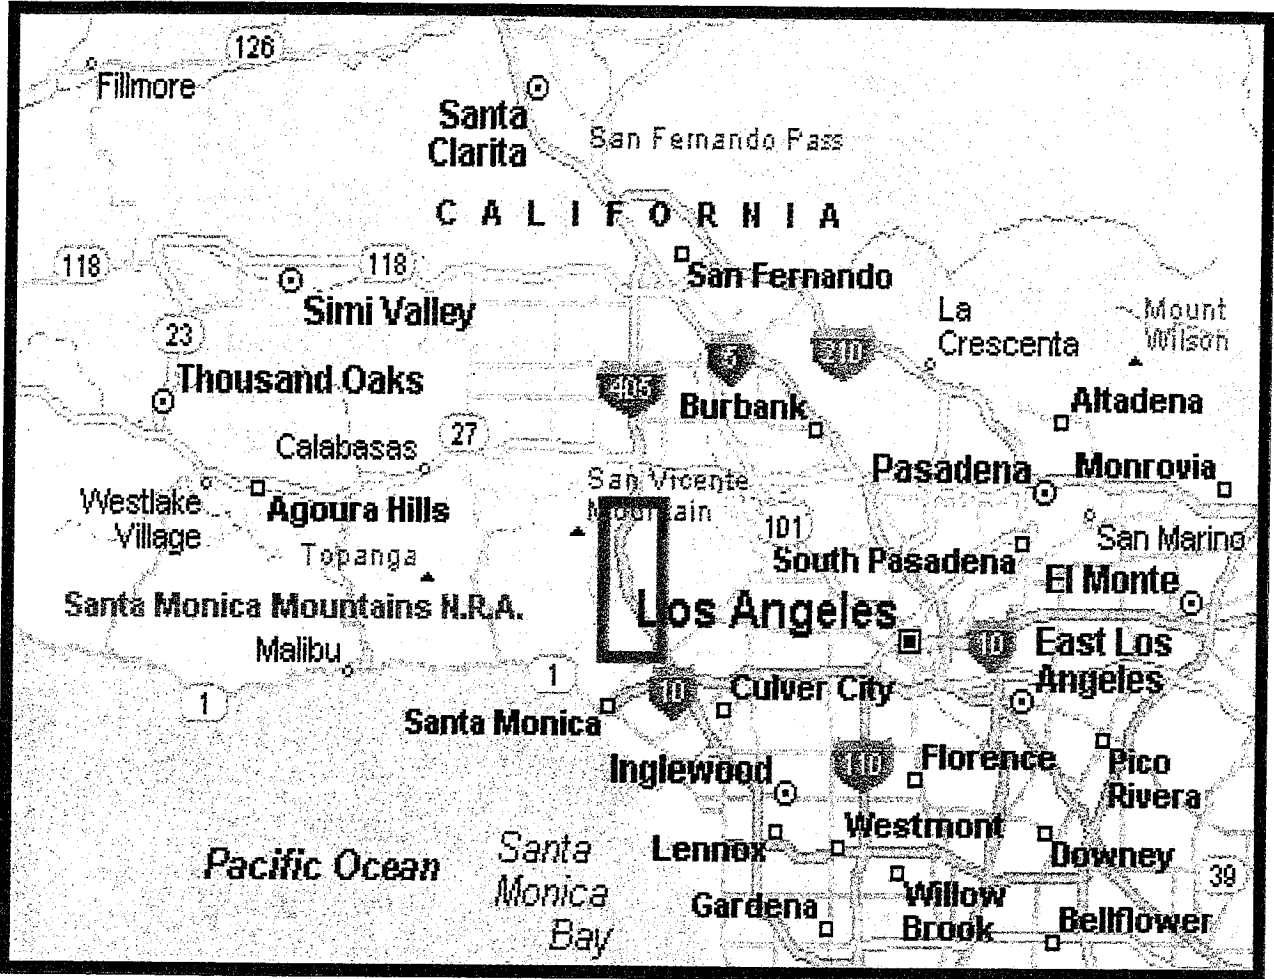 126
Fillmore
Santa
Clarita
San Fernando Pass
C A L I F O R N I A
118
118
San Fernando
Simi Valley
La
Crescenta
Mount
Wilson
23
5
210
Thousand Oaks
405
Burbank
Altadena
Calabasas
27
Pasadena
Monrovia
San Vicente
Mountain
Westlake
Village
Agoura Hills
101
San Marino
Topanga
South Pasadena
El Monte
Santa Monica Mountains N.R.A.
Los Angeles
Malibu
10
East Los
Angeles
1
1
10
Culver City
Santa Monica
Inglewood
110
Florence
Pico
Rivera
Westmont
Lennox
Downey
Pacific Ocean
Santa
Monica
Bay
39
Willow
Brook
Gardena
Bellflower